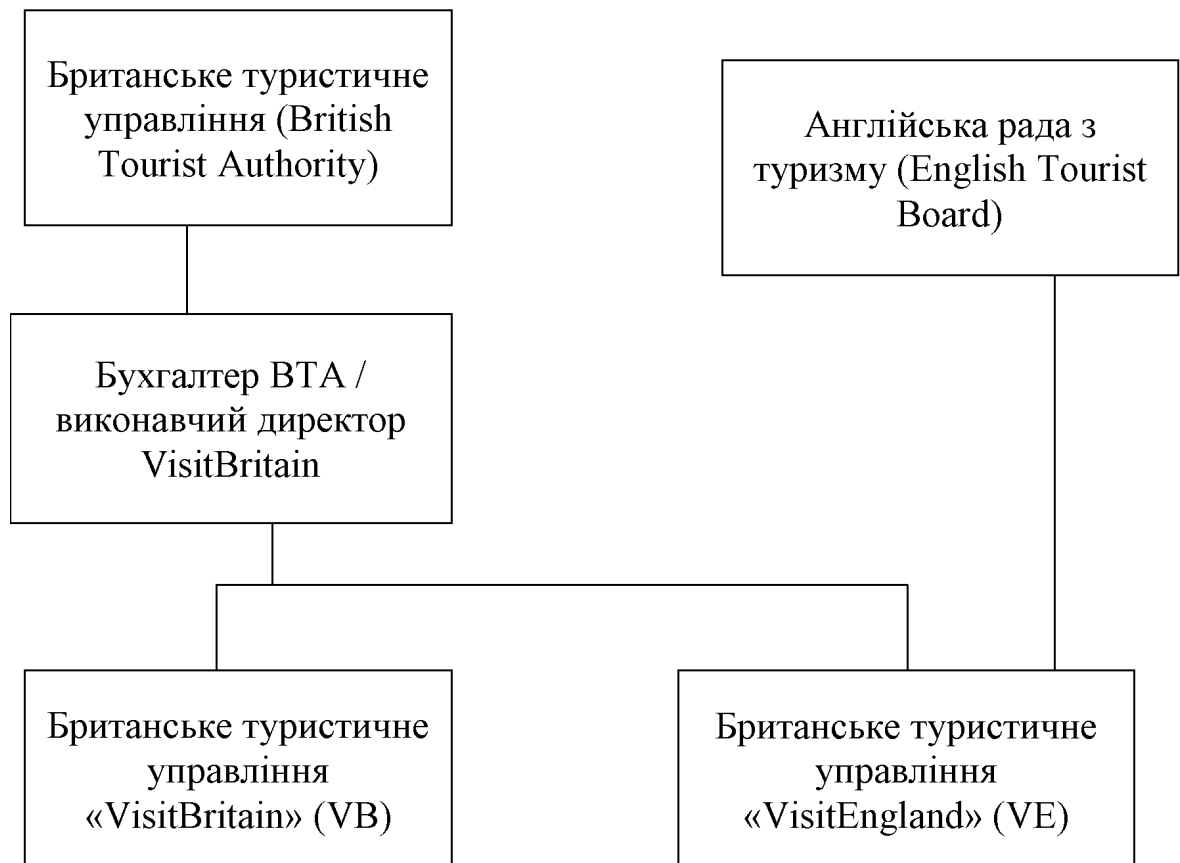 Британське туристичне
управління (British
Tourist Authority)
Англійська рада з
туризму (English Tourist
Board)
Бухгалтер BTA /
виконавчий директор
VisitBritain
Британське туристичне
управління
«VisitBritain» (VB)
Британське туристичне
управління
«VisitEngland» (VE)